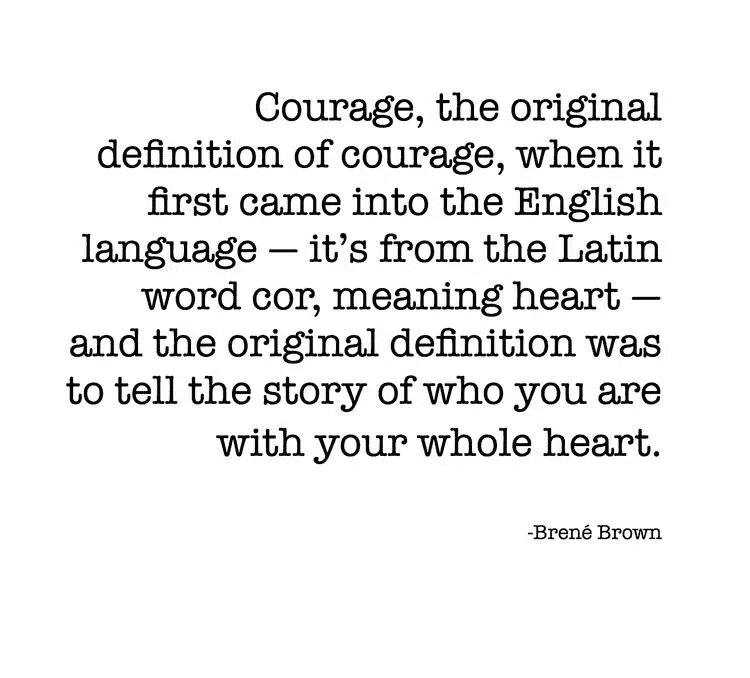 Courage, the original
definition of courage, when it
first came into the English
language — it’s from the Latin
word cor, meaning heart —
and the original definition was
to tell the story of who you are
with your whole heart.
-Brené Brown